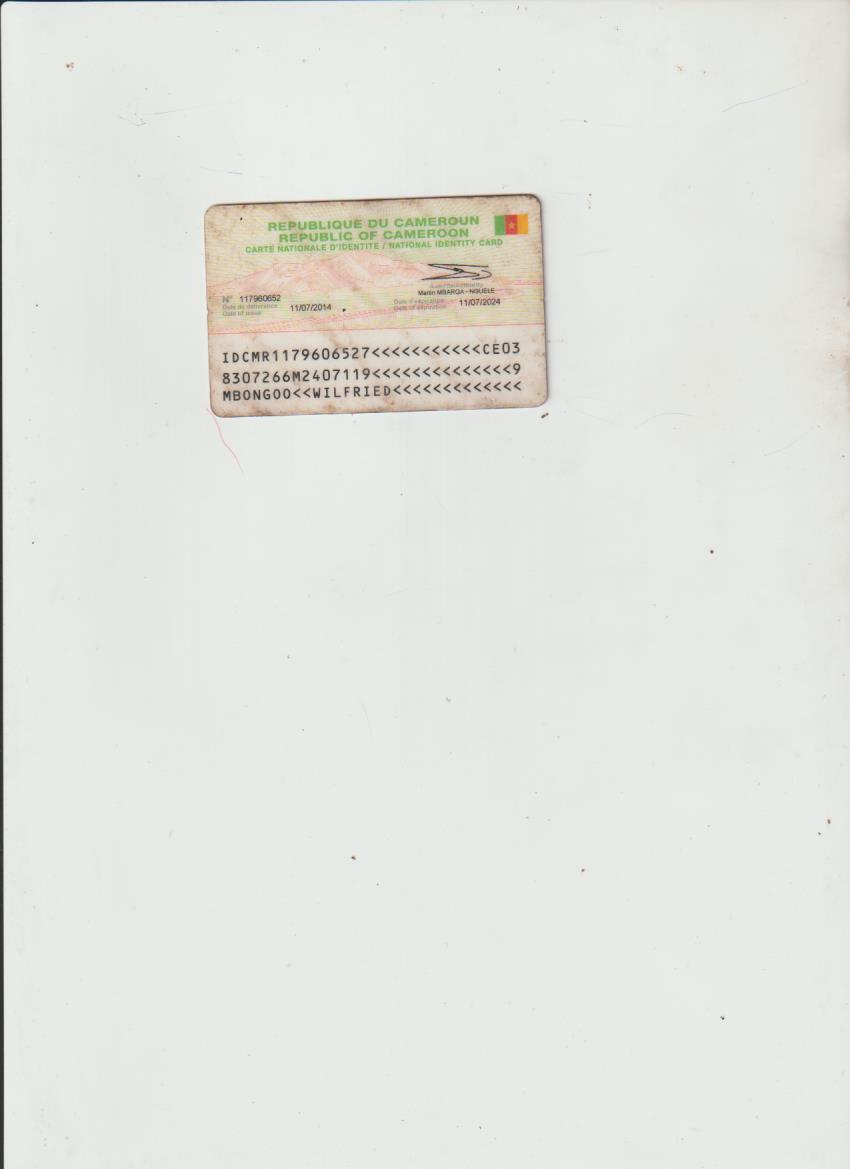 REPUBLIQUE DU CAMEROUN
REPUBLIC OF CAMEROON
CARTE NATIONALE D'IDENTITE / NATIONAL IDENTITY CARD
Martin MBARGA - NGUELE
N° 117960652
Date de délivrance
Date of issue
11/07/2014
Date d'expiration
Date of expiration
11/07/2024
IDCMR1179606527<<<<<<<<<<<CE03
8307266M2407119<<<<<<<<<<<<<<9
MBONGOO<<WILFRIED<<<<<<<<<<<<<